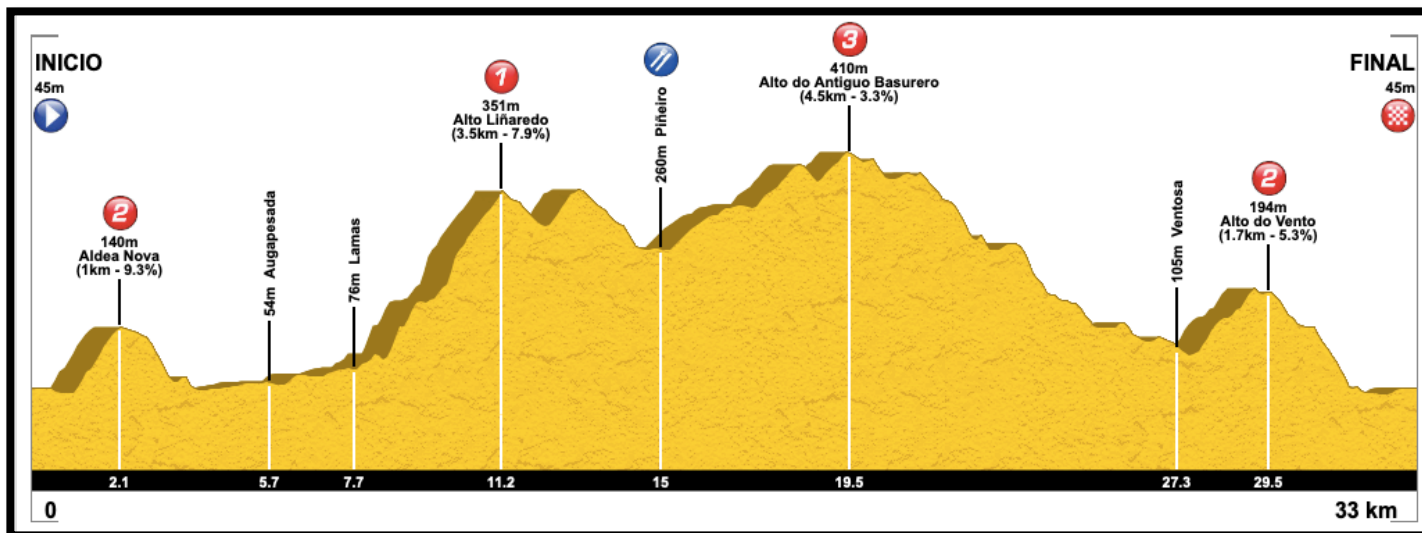 INICIO
45m
2
140m
Aldea Nova
(1km - 9.3%)
54m Augapesada
76m Lamas
1
351m
Alto Liñaredo
(3.5km - 7.9%)
260m Piñeiro
3
410m
Alto do Antiguo Basurero
(4.5km - 3.3%)
105m Ventosa
2
194m
Alto do Vento
(1.7km - 5.3%)
FINAL
45m
2.1
5.7
7.7
11.2
15
19.5
27.3
29.5
0
33 km